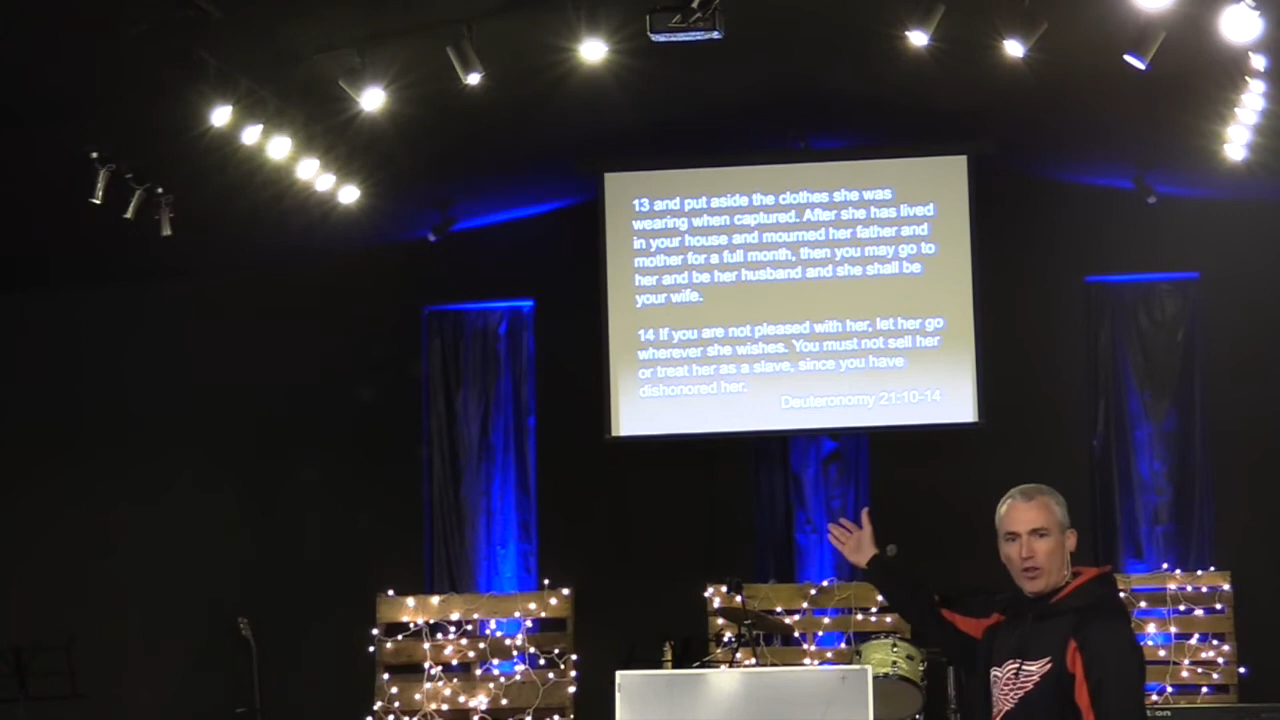 13 and put aside the clothes she was
wearing when captured. After she has lived
in your house and mourned her father and
mother for a full month, then you may go to
her and be her husband and she shall be
your wife.
14 If you are not pleased with her, let her go
wherever she wishes. You must not sell her
or treat her as a slave, since you have
dishonored her.
Deuteronomy 21:10-14